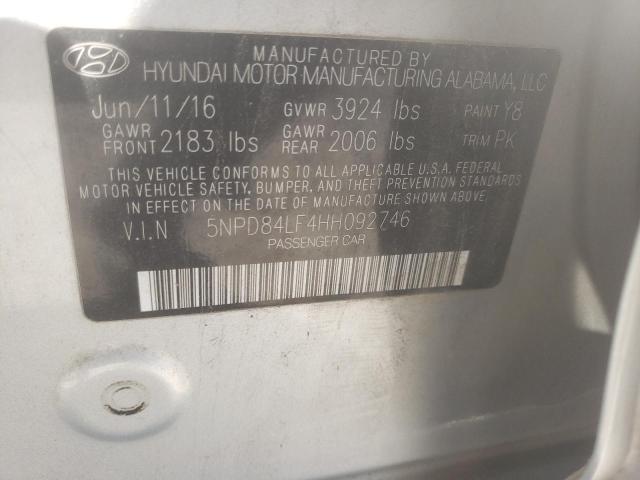 MANUFACTURED BY
HYUNDAI MOTOR MANUFACTURING ALABAMA, LLC
Jun/11/16 GVWR 3924 lbs PAINT Y8
GAWR FRONT 2183 lbs GAWR REAR 2006 lbs TRIM PK
THIS VEHICLE CONFORMS TO ALL APPLICABLE U.S.A. FEDERAL
MOTOR VEHICLE SAFETY, BUMPER, AND THEFT PREVENTION STANDARDS
IN EFFECT ON THE DATE OF MANUFACTURE SHOWN ABOVE.
V.I.N 5NPD84LF4HH092746
PASSENGER CAR